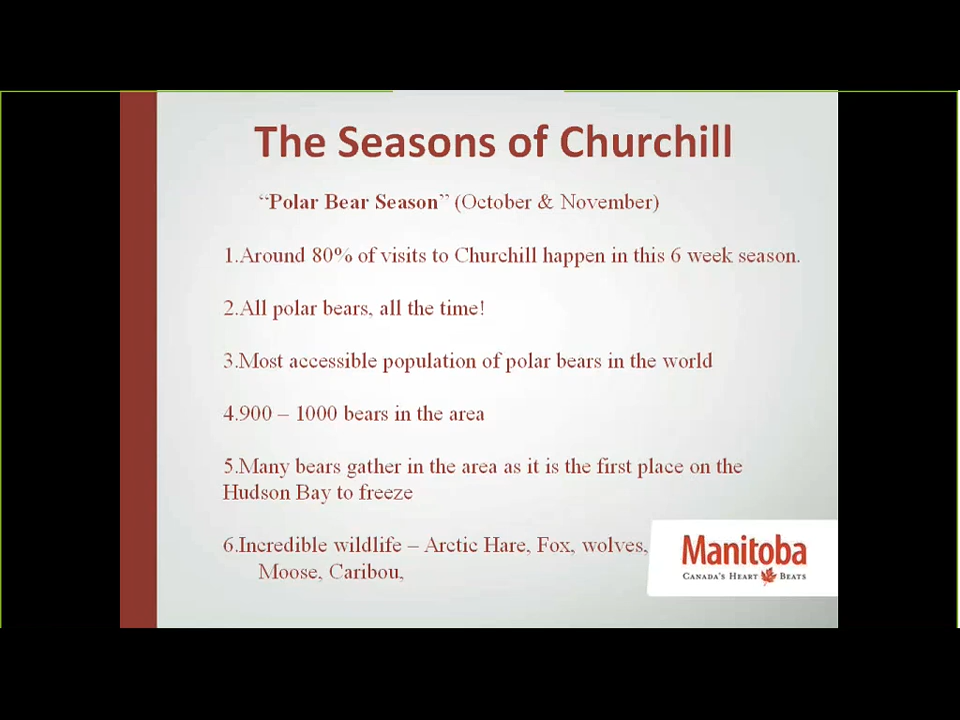 The Seasons of Churchill
“Polar Bear Season” (October & November)
1.Around 80% of visits to Churchill happen in this 6 week season.
2.All polar bears, all the time!
3.Most accessible population of polar bears in the world
4.900 – 1000 bears in the area
5.Many bears gather in the area as it is the first place on the
Hudson Bay to freeze
6.Incredible wildlife – Arctic Hare, Fox, wolves,
Moose, Caribou,
Manitoba
CANADA'S HEART BEATS